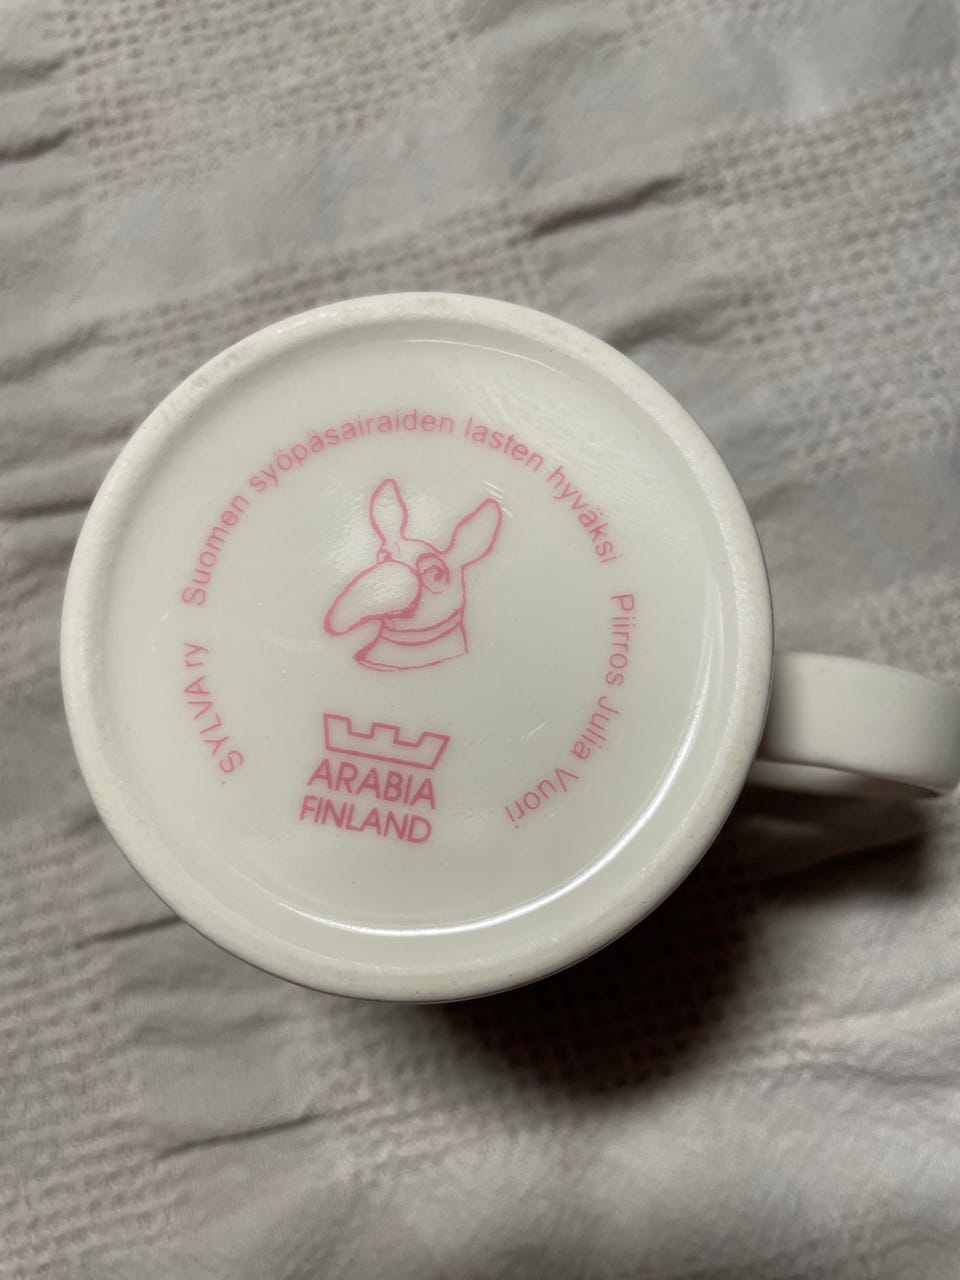 SYLVA ry Suomen syöpäsairaiden lasten hyväksi Piirros Julia Vuori
ARABIA
FINLAND